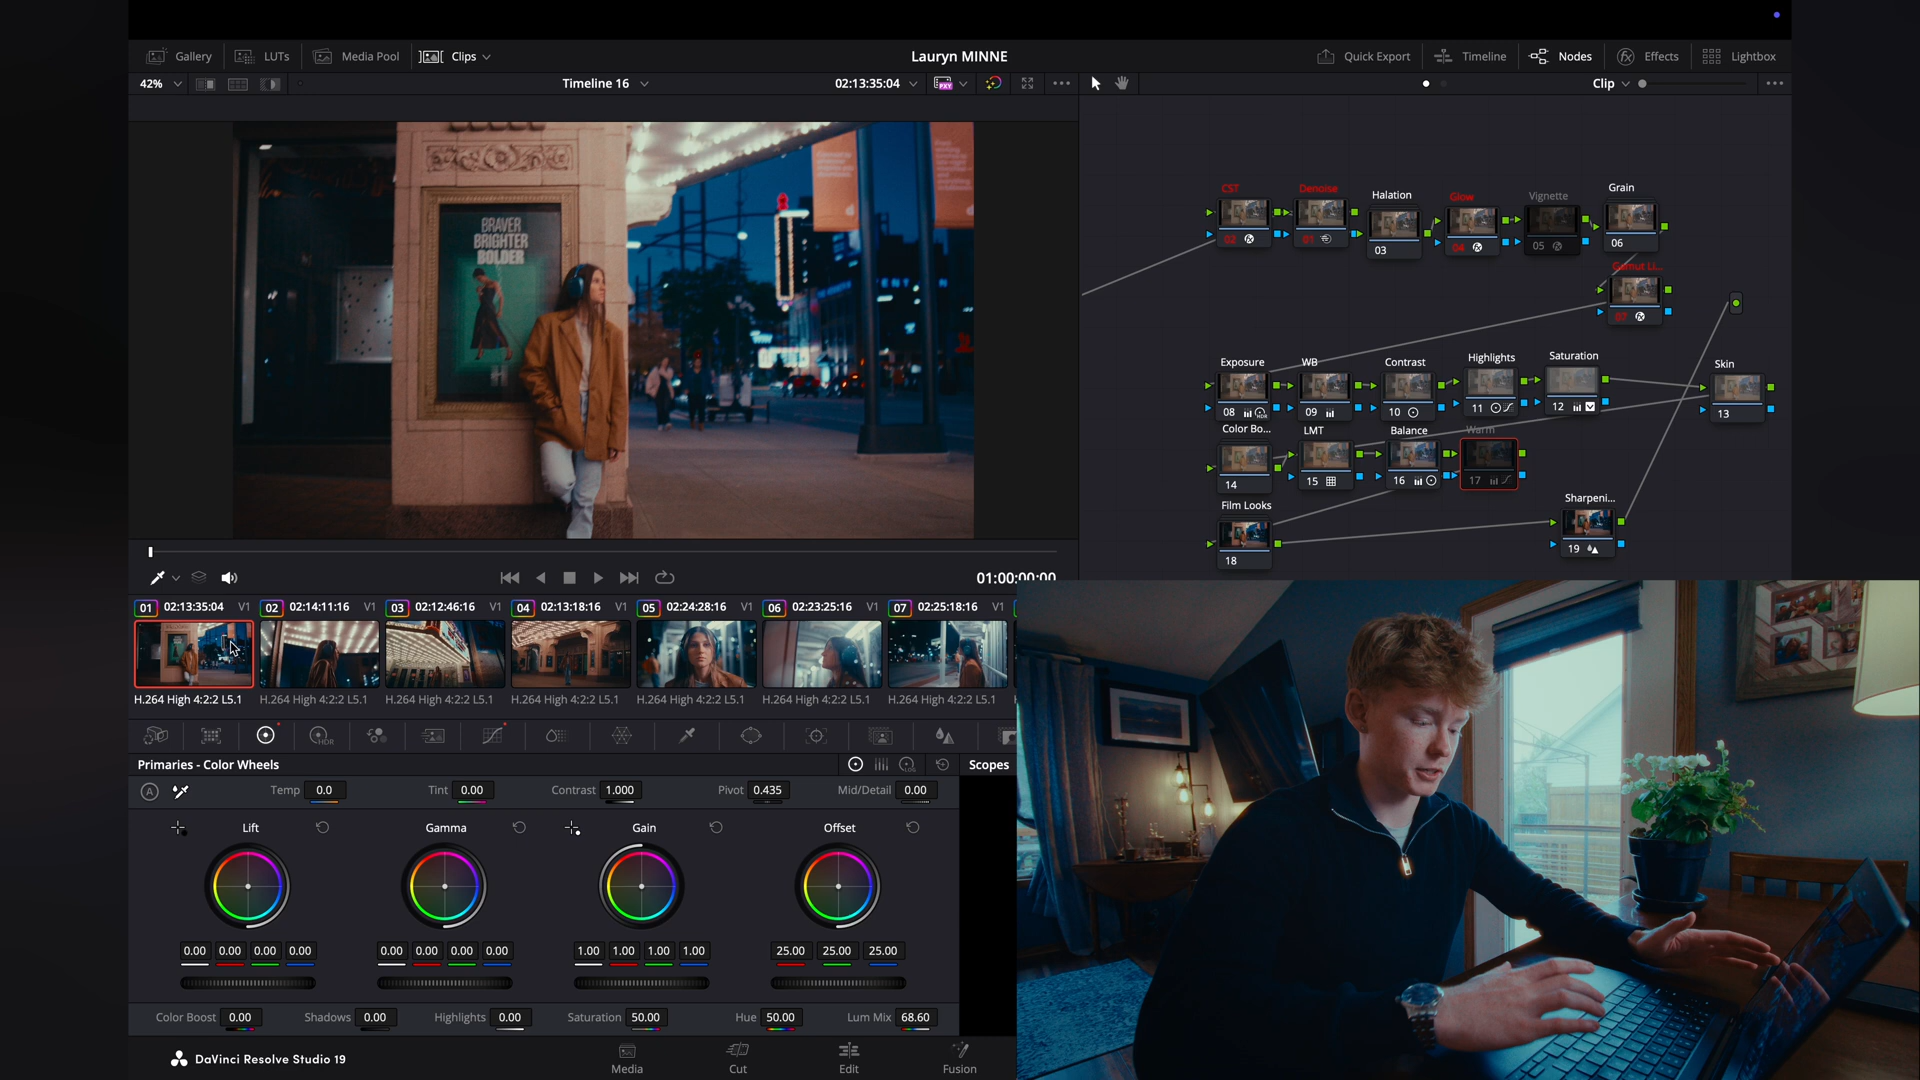 Gallery LUTs Media Pool Clips Lauryn MINNE Quick Export Timeline Nodes Effects Lightbox
42% Timeline 16 02:13:35:04 PXY Clip
BRAVER
BRIGHTER
BOLDER
CST Denoise Halation Glow Vignette Grain
02 01 03 04 05 06
Gamut Li...
07
Exposure WB Contrast Highlights Saturation Skin
08 HDR 09 10 11 12 13
Color Bo... LMT Balance Warm
14 15 16 17
Film Looks Sharpeni...
18 19
01:00:00:00
01 02:13:35:04 V1 02 02:14:11:16 V1 03 02:12:46:16 V1 04 02:13:18:16 V1 05 02:24:28:16 V1 06 02:23:25:16 V1 07 02:25:18:16 V1
H.264 High 4:2:2 L5.1 H.264 High 4:2:2 L5.1 H.264 High 4:2:2 L5.1 H.264 High 4:2:2 L5.1 H.264 High 4:2:2 L5.1 H.264 High 4:2:2 L5.1 H.264 High 4:2:2 L5.1
HDR
Primaries - Color Wheels LOG Scopes
A Temp 0.0 Tint 0.00 Contrast 1.000 Pivot 0.435 Mid/Detail 0.00
Lift Gamma Gain Offset
0.00 0.00 0.00 0.00 0.00 0.00 0.00 0.00 1.00 1.00 1.00 1.00 25.00 25.00 25.00
Color Boost 0.00 Shadows 0.00 Highlights 0.00 Saturation 50.00 Hue 50.00 Lum Mix 68.60
DaVinci Resolve Studio 19 Media Cut Edit Fusion